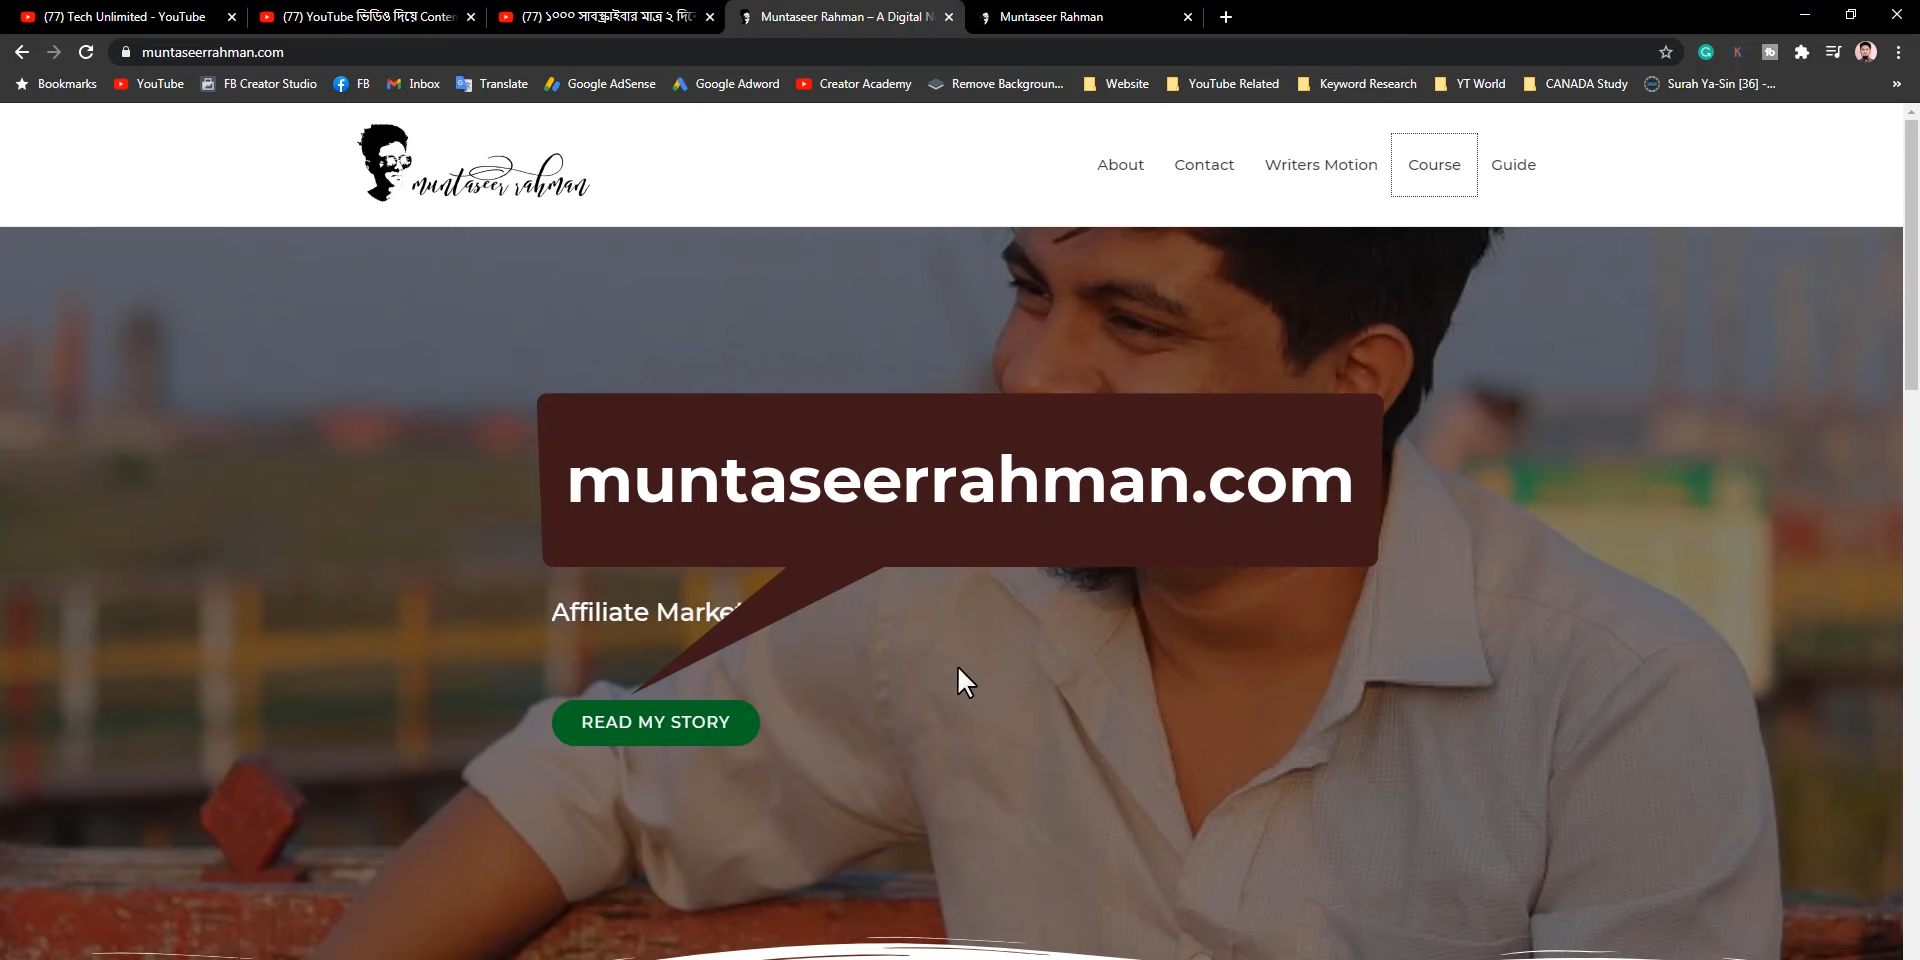 (77) Tech Unlimited - YouTube
(77) YouTube ভিডিও দিয়ে Conten
(77) ১০০০ সাবস্ক্রাইবার মাত্র ২ দিনে
Muntaseer Rahman – A Digital N
Muntaseer Rahman
muntaseerrahman.com
Bookmarks
YouTube
FB Creator Studio
FB
Inbox
Translate
Google AdSense
Google Adword
Creator Academy
Remove Backgroun...
Website
YouTube Related
Keyword Research
YT World
CANADA Study
Surah Ya-Sin [36] -...
muntaseer rahman
About
Contact
Writers Motion
Course
Guide
muntaseerrahman.com
Affiliate Market
READ MY STORY